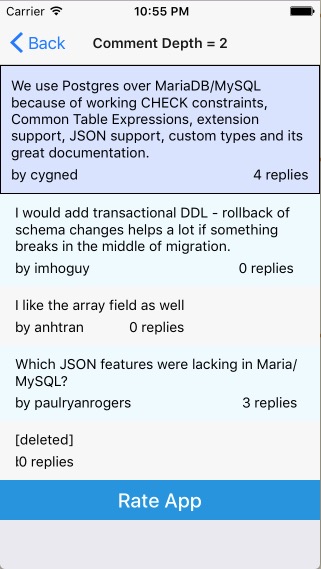 Carrier 10:55 PM
Back Comment Depth = 2
We use Postgres over MariaDB/MySQL
because of working CHECK constraints,
Common Table Expressions, extension
support, JSON support, custom types and its
great documentation.
by cygned 4 replies
I would add transactional DDL - rollback of
schema changes helps a lot if something
breaks in the middle of migration.
by imhoguy 0 replies
I like the array field as well
by anhtran 0 replies
Which JSON features were lacking in Maria/
MySQL?
by paulryanrogers 3 replies
[deleted]
0 replies
Rate App